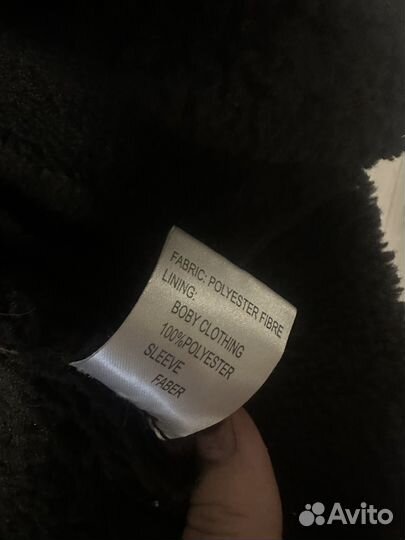 FABRIC: POLYESTER FIBRE
LINING:
BOBY CLOTHING
100%POLYESTER
SLEEVE
FABER
Avito